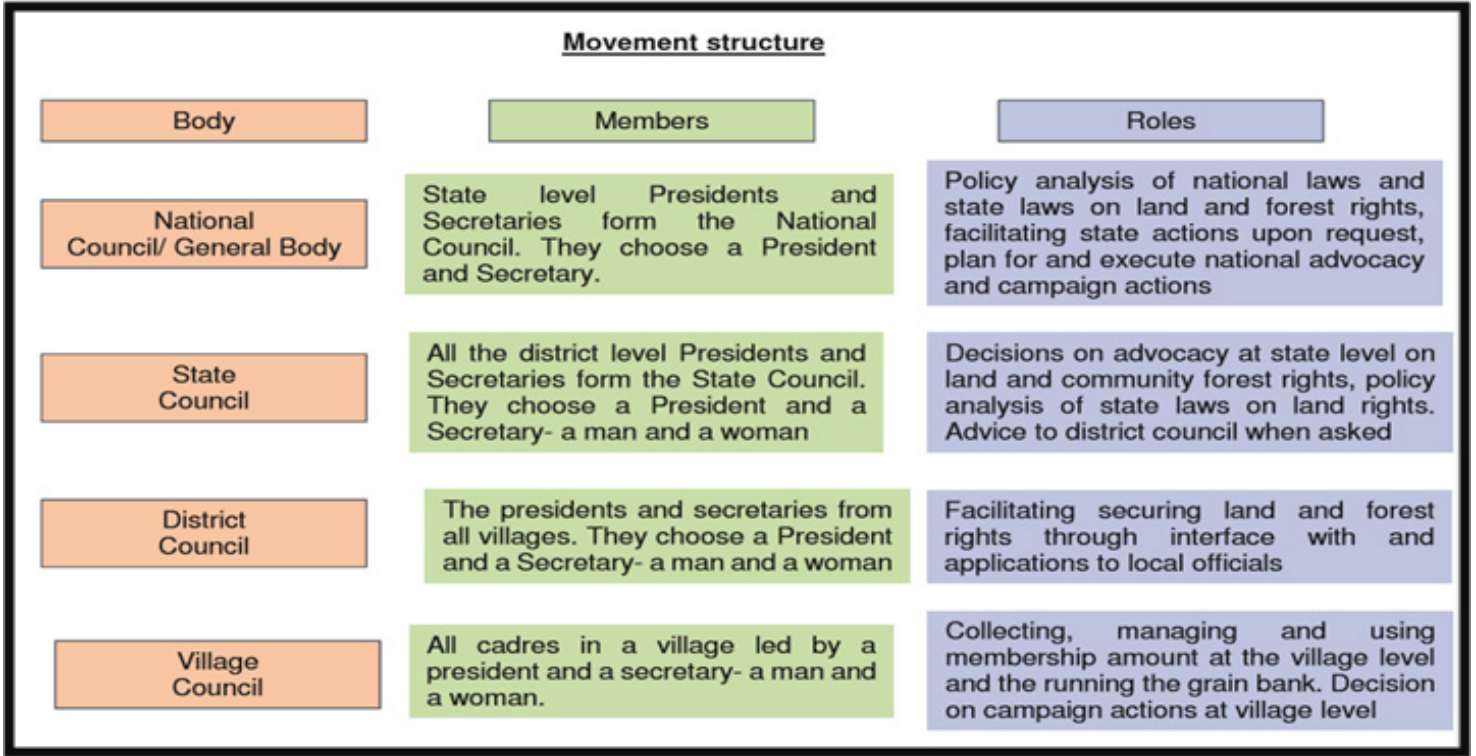 Movement structure
Body
Members
Roles
National
Council/ General Body
State level Presidents and
Secretaries form the National
Council. They choose a President
and Secretary.
Policy analysis of national laws and
state laws on land and forest rights,
facilitating state actions upon request,
plan for and execute national advocacy
and campaign actions
State
Council
All the district level Presidents and
Secretaries form the State Council.
They choose a President and a
Secretary- a man and a woman
Decisions on advocacy at state level on
land and community forest rights, policy
analysis of state laws on land rights.
Advice to district council when asked
District
Council
The presidents and secretaries from
all villages. They choose a President
and a Secretary- a man and a woman
Facilitating securing land and forest
rights through interface with and
applications to local officials
Village
Council
All cadres in a village led by a
president and a secretary- a man and
a woman.
Collecting, managing and using
membership amount at the village level
and the running the grain bank. Decision
on campaign actions at village level